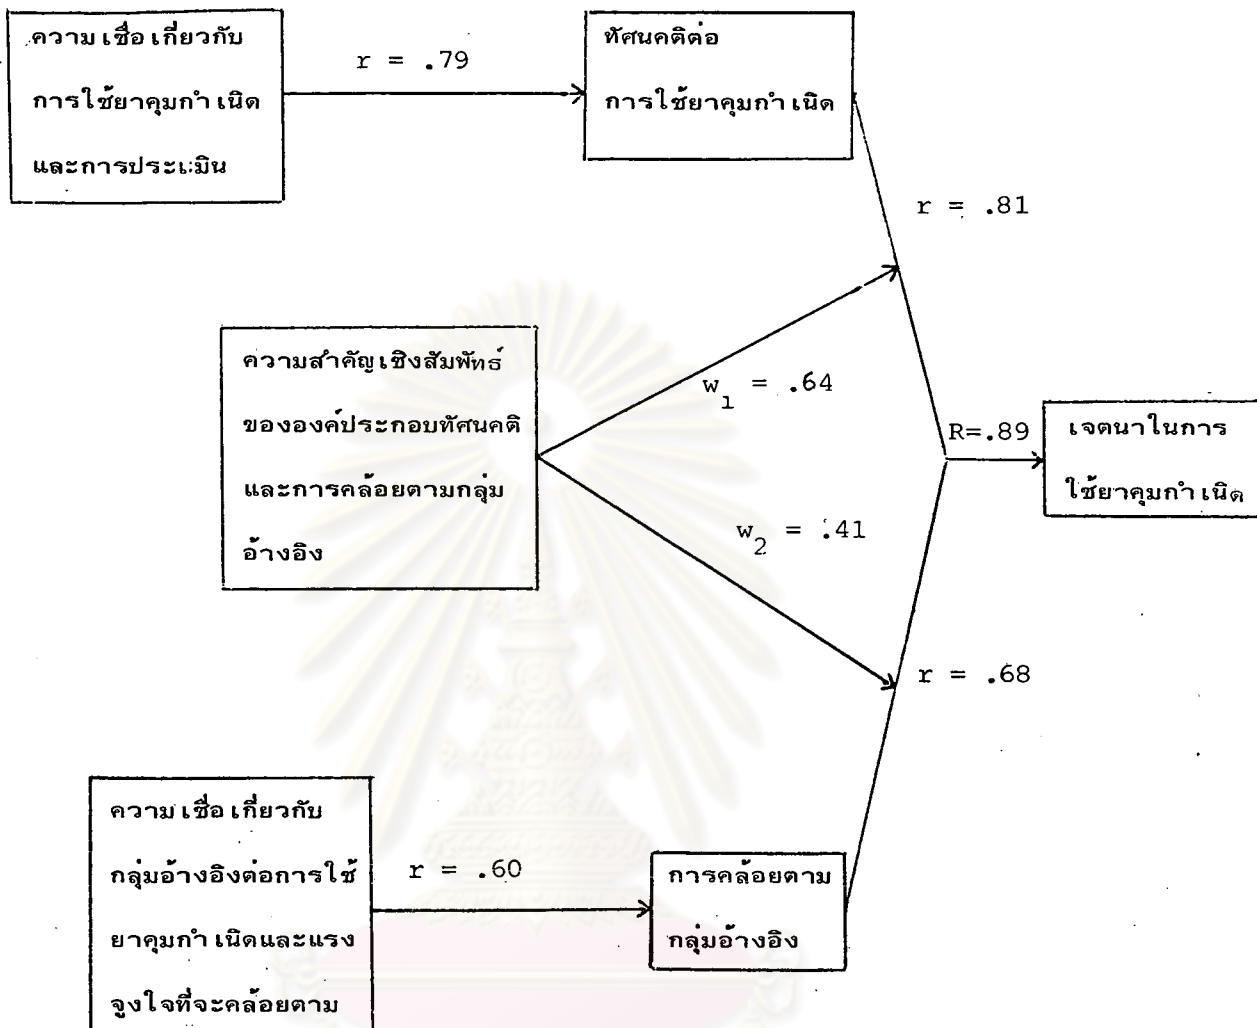 ความเชื่อเกี่ยวกับ
การใช้ยาคุมกำเนิด
และการประเมิน
r = .79
ทัศนคติต่อ
การใช้ยาคุมกำเนิด
r = .81
ความสำคัญเชิงสัมพัทธ์
ขององค์ประกอบทัศนคติ
และการคล้อยตามกลุ่ม
อ้างอิง
w₁ = .64
w₂ = .41
R=.89
เจตนาในการ
ใช้ยาคุมกำเนิด
r = .68
ความเชื่อเกี่ยวกับ
กลุ่มอ้างอิงต่อการใช้
ยาคุมกำเนิดและแรง
จูงใจที่จะคล้อยตาม
r = .60
การคล้อยตาม
กลุ่มอ้างอิง